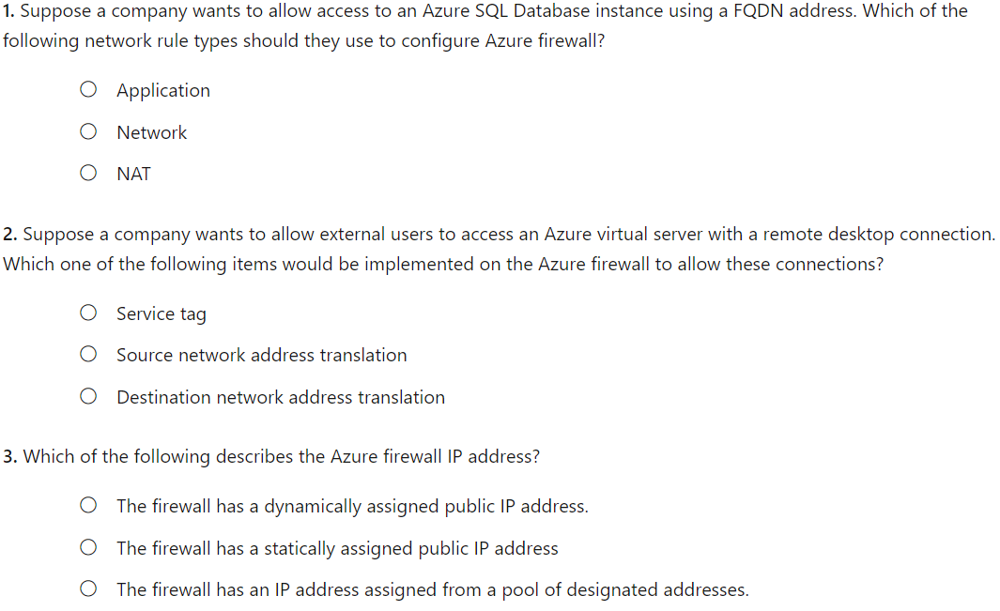 1. Suppose a company wants to allow access to an Azure SQL Database instance using a FQDN address. Which of the
following network rule types should they use to configure Azure firewall?
Application
Network
NAT
2. Suppose a company wants to allow external users to access an Azure virtual server with a remote desktop connection.
Which one of the following items would be implemented on the Azure firewall to allow these connections?
Service tag
Source network address translation
Destination network address translation
3. Which of the following describes the Azure firewall IP address?
The firewall has a dynamically assigned public IP address.
The firewall has a statically assigned public IP address
The firewall has an IP address assigned from a pool of designated addresses.